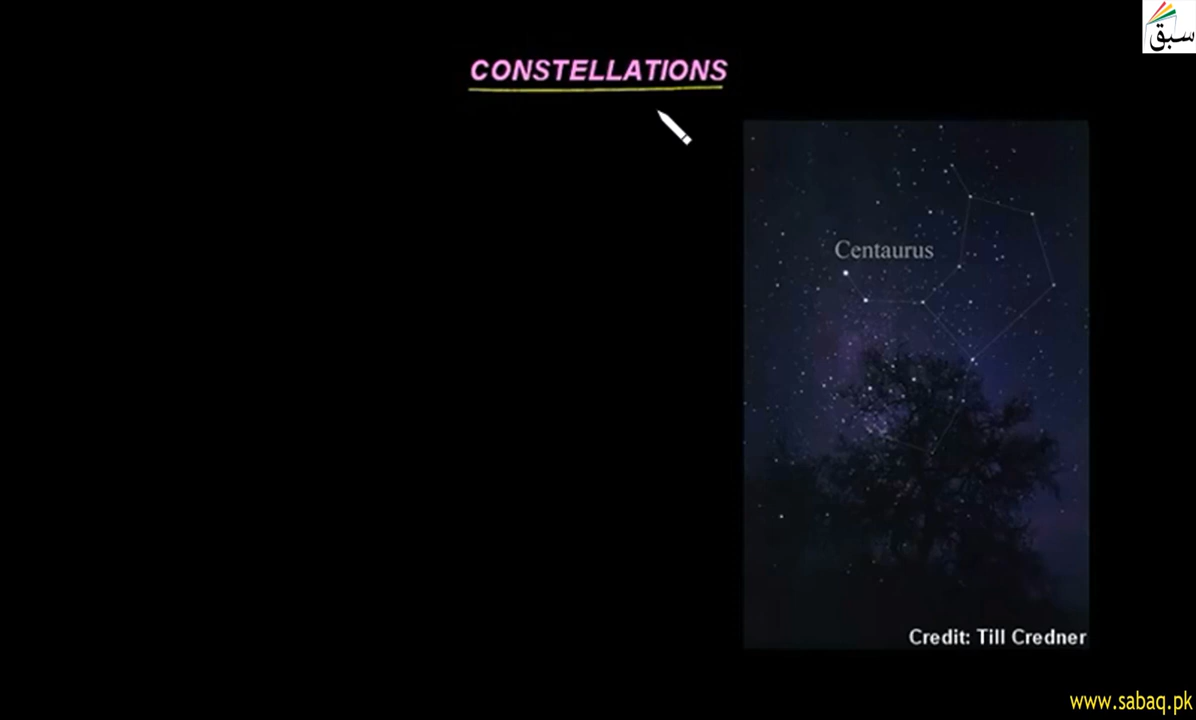 سبق
CONSTELLATIONS
Centaurus
Credit: Till Credner
www.sabaq.pk